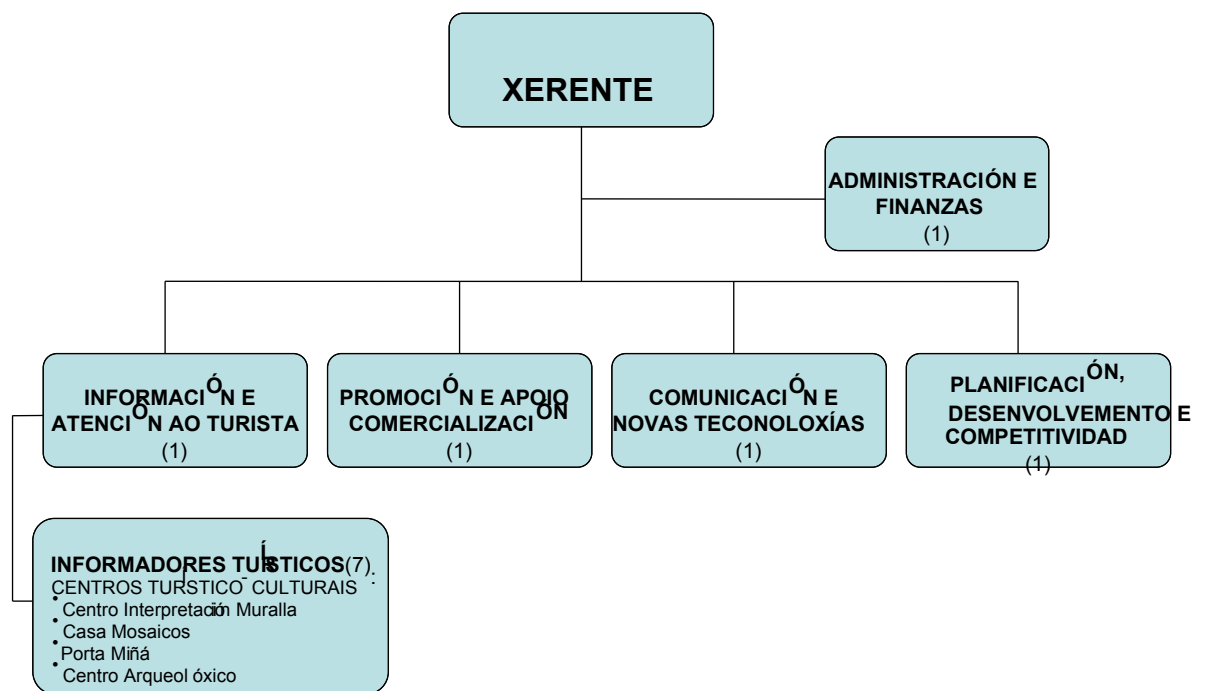 XERENTE
ADMINISTRACIÓN E
FINANZAS
(1)
INFORMACIÓN E
ATENCIÓN AO TURISTA
(1)
PROMOCIÓN E APOIO
COMERCIALIZACIÓN
(1)
COMUNICACIÓN E
NOVAS TECONOLOXÍAS
(1)
PLANIFICACIÓN,
DESENVOLVEMENTO E
COMPETITIVIDAD
(1)
INFORMADORES TURÍSTICOS(7)
CENTROS TURÍSTICO-CULTURAIS:
• Centro Interpretación Muralla
• Casa Mosaicos
• Porta Miñá
• Centro Arqueolóxico